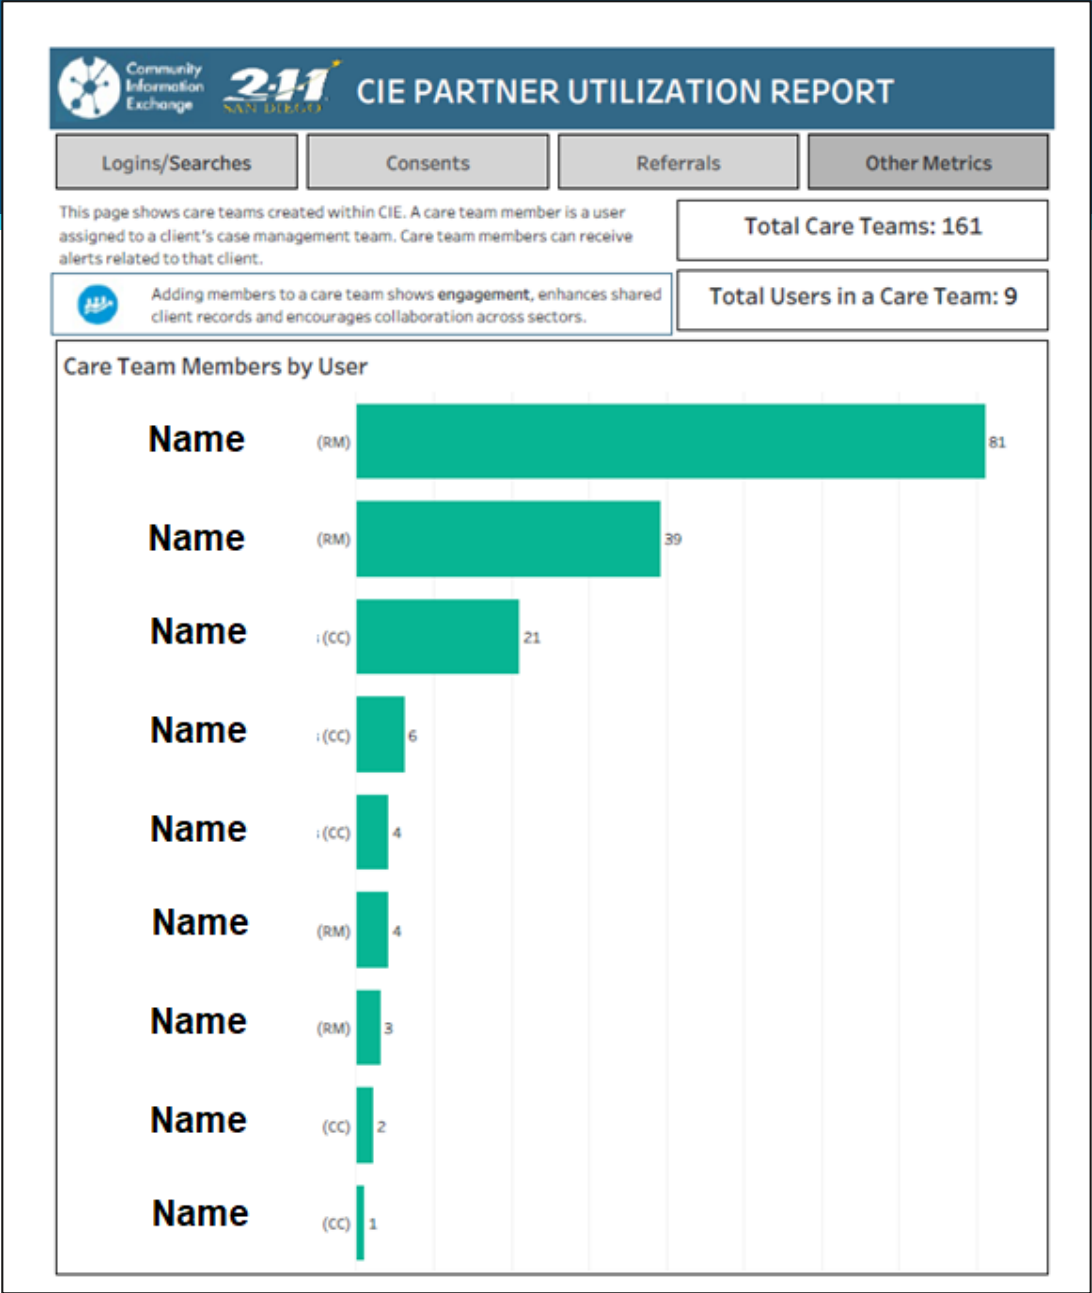 Community
Information
Exchange
2-1-1
SAN DIEGO
CIE PARTNER UTILIZATION REPORT
Logins/Searches
Consents
Referrals
Other Metrics
This page shows care teams created within CIE. A care team member is a user
assigned to a client's case management team. Care team members can receive
alerts related to that client.
Total Care Teams: 161
Adding members to a care team shows engagement, enhances shared
client records and encourages collaboration across sectors.
Total Users in a Care Team: 9
Care Team Members by User
Name (RM) 81
Name (RM) 39
Name s (CC) 21
Name s (CC) 6
Name s (CC) 4
Name (RM) 4
Name (RM) 3
Name (CC) 2
Name (CC) 1